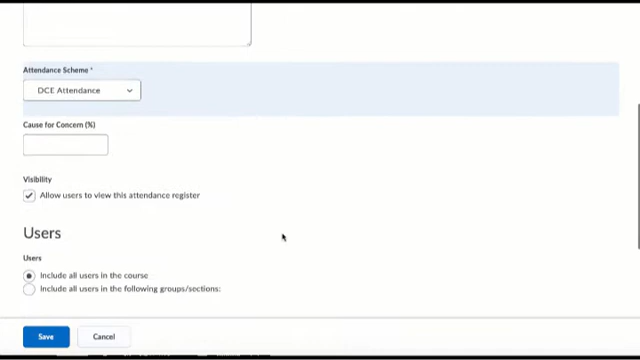 Attendance Scheme *
DCE Attendance
Cause for Concern (%)
Visibility
Allow users to view this attendance register
Users
Users
Include all users in the course
Include all users in the following groups/sections:
Save
Cancel